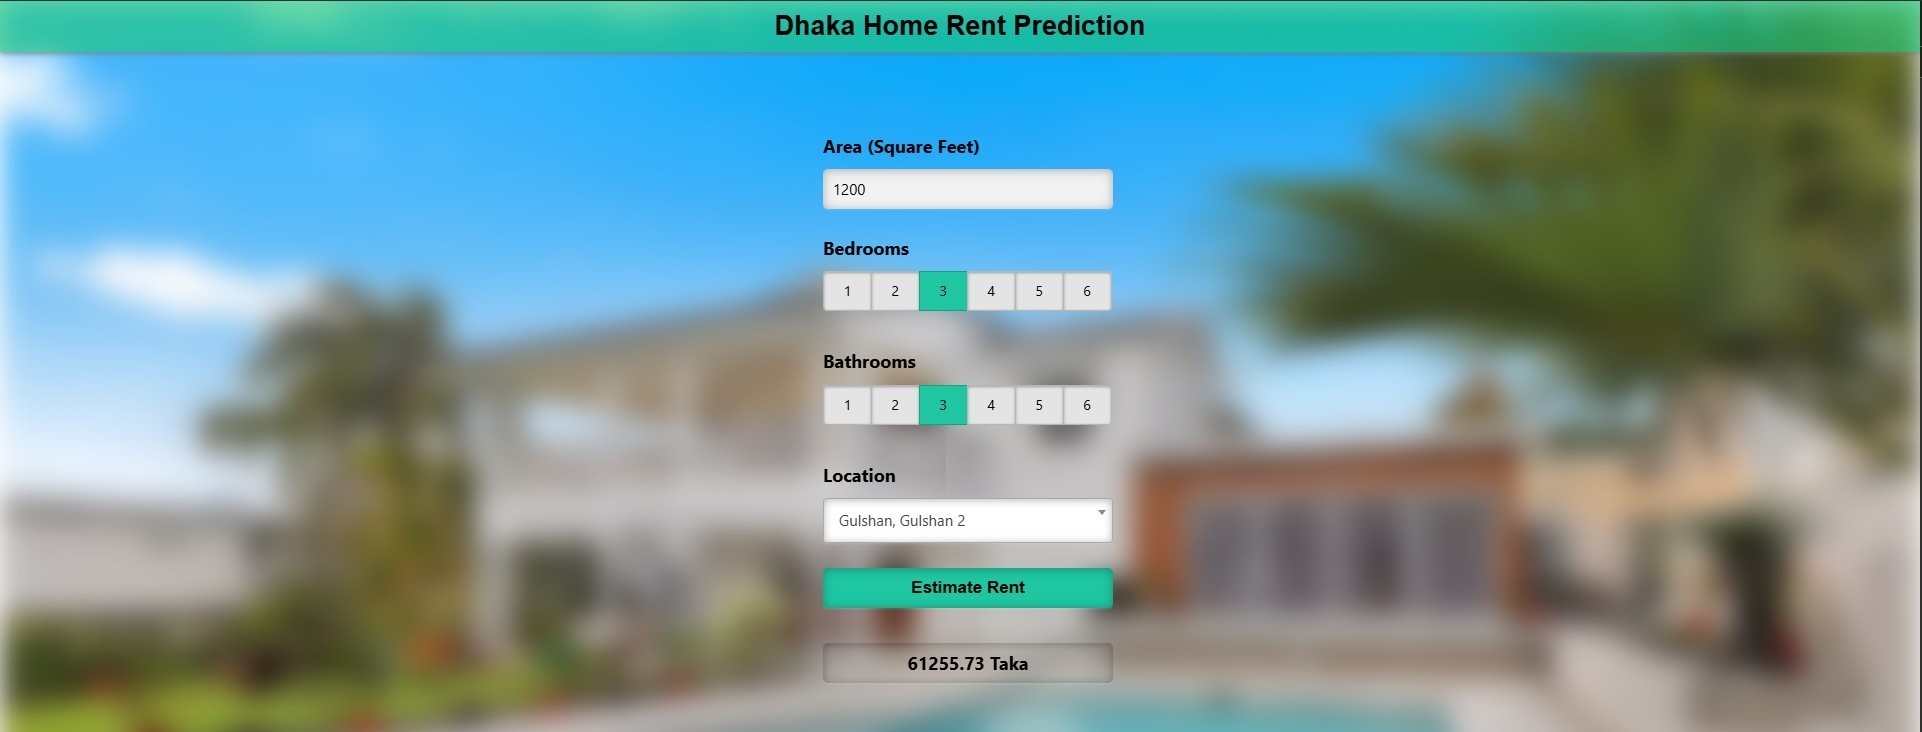 Dhaka Home Rent Prediction
Area (Square Feet)
1200
Bedrooms
1 2 3 4 5 6
Bathrooms
1 2 3 4 5 6
Location
Gulshan, Gulshan 2
Estimate Rent
61255.73 Taka